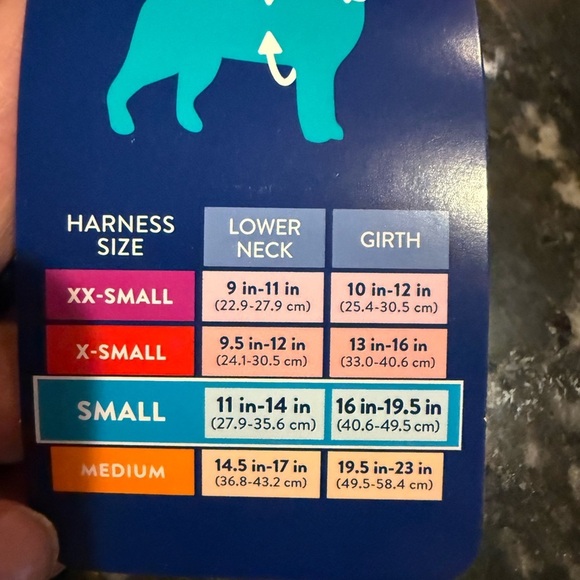 HARNESS SIZE LOWER NECK GIRTH
XX-SMALL 9 in-11 in 10 in-12 in
(22.9-27.9 cm) (25.4-30.5 cm)
X-SMALL 9.5 in-12 in 13 in-16 in
(24.1-30.5 cm) (33.0-40.6 cm)
SMALL 11 in-14 in 16 in-19.5 in
(27.9-35.6 cm) (40.6-49.5 cm)
MEDIUM 14.5 in-17 in 19.5 in-23 in
(36.8-43.2 cm) (49.5-58.4 cm)